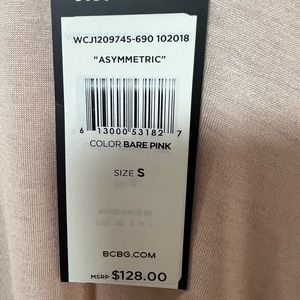 WCJ1209745-690 102018
"ASYMMETRIC"
6 13000 53182 7
COLOR BARE PINK
SIZE S
BCBG.COM
MSRP $128.00